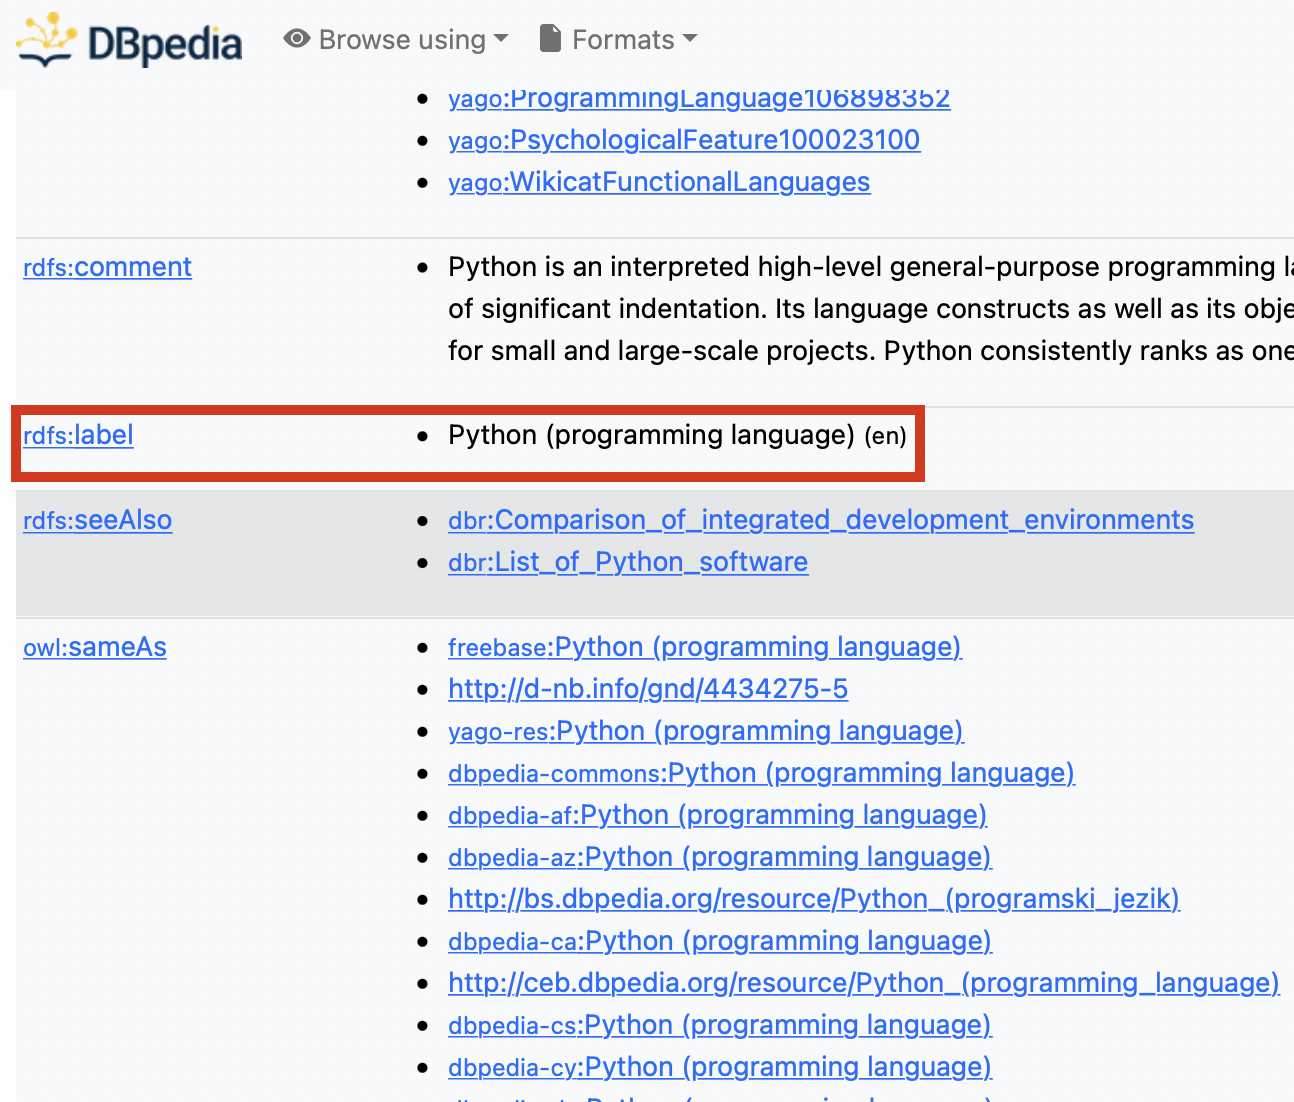 DBpedia Browse using Formats
yago:ProgrammingLanguage106898352
yago:PsychologicalFeature100023100
yago:WikicatFunctionalLanguages
rdfs:comment
Python is an interpreted high-level general-purpose programming
of significant indentation. Its language constructs as well as its
for small and large-scale projects. Python consistently ranks as one
rdfs:label
Python (programming language) (en)
rdfs:seeAlso
dbr:Comparison_of_integrated_development_environments
dbr:List_of_Python_software
owl:sameAs
freebase:Python (programming language)
http://d-nb.info/gnd/4434275-5
yago-res:Python (programming language)
dbpedia-commons:Python (programming language)
dbpedia-af:Python (programming language)
dbpedia-az:Python (programming language)
http://bs.dbpedia.org/resource/Python_(programski_jezik)
dbpedia-ca:Python (programming language)
http://ceb.dbpedia.org/resource/Python_(programming_language)
dbpedia-cs:Python (programming language)
dbpedia-cy:Python (programming language)